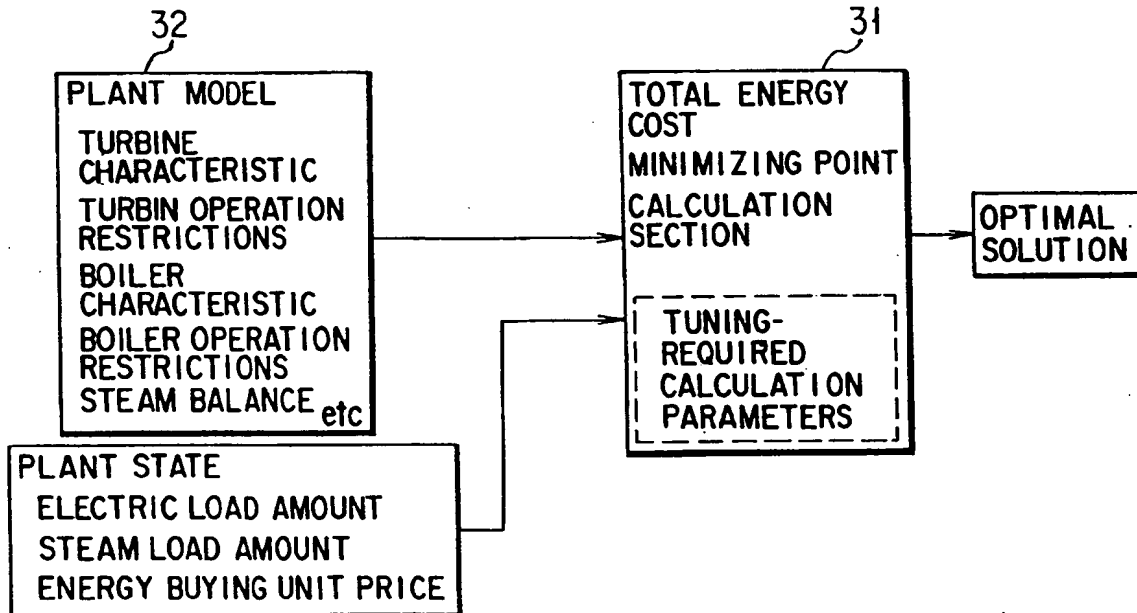 32
PLANT MODEL
TURBINE
CHARACTERISTIC
TURBIN OPERATION
RESTRICTIONS
BOILER
CHARACTERISTIC
BOILER OPERATION
RESTRICTIONS
STEAM BALANCE etc
PLANT STATE
ELECTRIC LOAD AMOUNT
STEAM LOAD AMOUNT
ENERGY BUYING UNIT PRICE
31
TOTAL ENERGY
COST
MINIMIZING POINT
CALCULATION
SECTION
TUNING-
REQUIRED
CALCULATION
PARAMETERS
OPTIMAL
SOLUTION